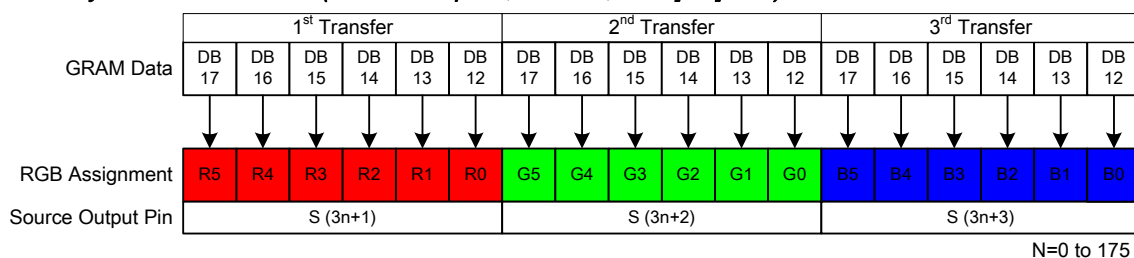 1st Transfer 2nd Transfer 3rd Transfer
GRAM Data DB 17 DB 16 DB 15 DB 14 DB 13 DB 12 DB 17 DB 16 DB 15 DB 14 DB 13 DB 12 DB 17 DB 16 DB 15 DB 14 DB 13 DB 12
RGB Assignment R5 R4 R3 R2 R1 R0 G5 G4 G3 G2 G1 G0 B5 B4 B3 B2 B1 B0
Source Output Pin S (3n+1) S (3n+2) S (3n+3)
N=0 to 175